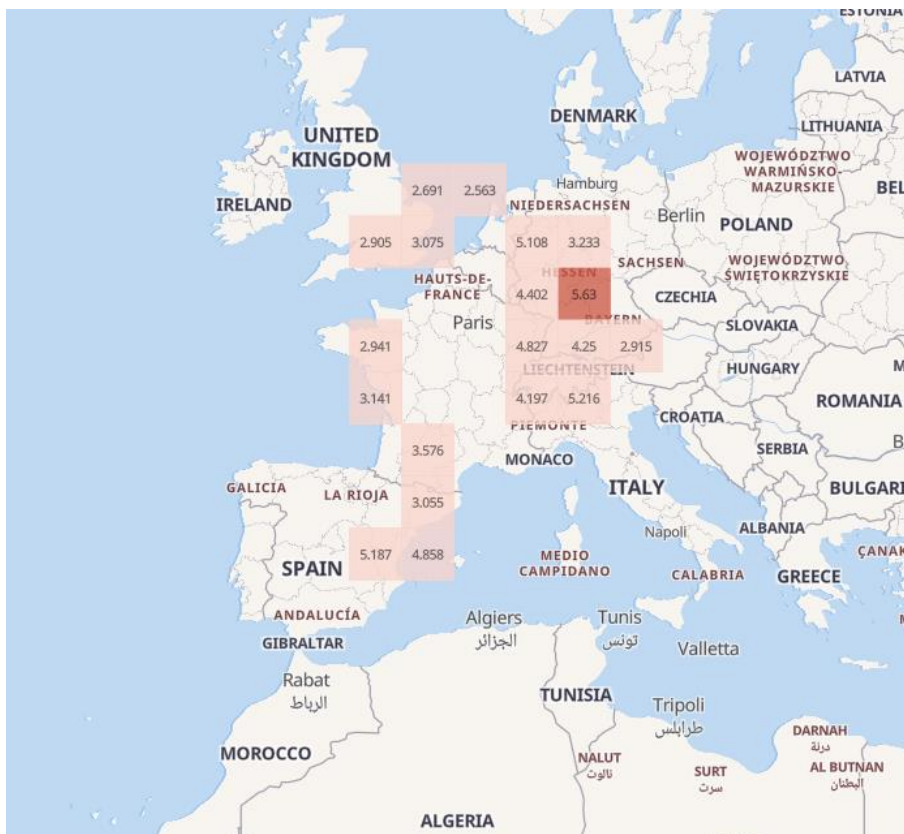 ESTONIA
LATVIA
DENMARK
LITHUANIA
UNITED
KINGDOM
WOJEWÓDZTWO
WARMIŃSKO-
MAZURSKIE
Hamburg
2.691
2.563
IRELAND
NIEDERSACHSEN
Berlin
POLAND
2.905
3.075
5.108
3.233
SACHSEN
WOJEWÓDZTWO
ŚWIĘTOKRZYSKIE
HESSEN
HAUTS-DE-
FRANCE
4.402
5.63
CZECHIA
Paris
BAYERN
SLOVAKIA
2.941
4.827
4.25
2.915
LIECHTENSTEIN
HUNGARY
3.141
4.197
5.216
ROMANIA
CROATIA
PIEMONTE
3.576
MONACO
SERBIA
GALICIA
LA RIOJA
ITALY
BULGARI
3.055
Napoli
ALBANIA
5.187
4.858
SPAIN
MEDIO
CAMPIDANO
CALABRIA
GREECE
ÇANAK
ANDALUCÍA
Algiers
الجزائر
Tunis
تونس
GIBRALTAR
Valletta
Rabat
الرباط
TUNISIA
Tripoli
طرابلس
DARNAH
درنة
MOROCCO
NALUT
نالوت
SURT
سرت
AL BUTNAN
البطنان
ALGERIA